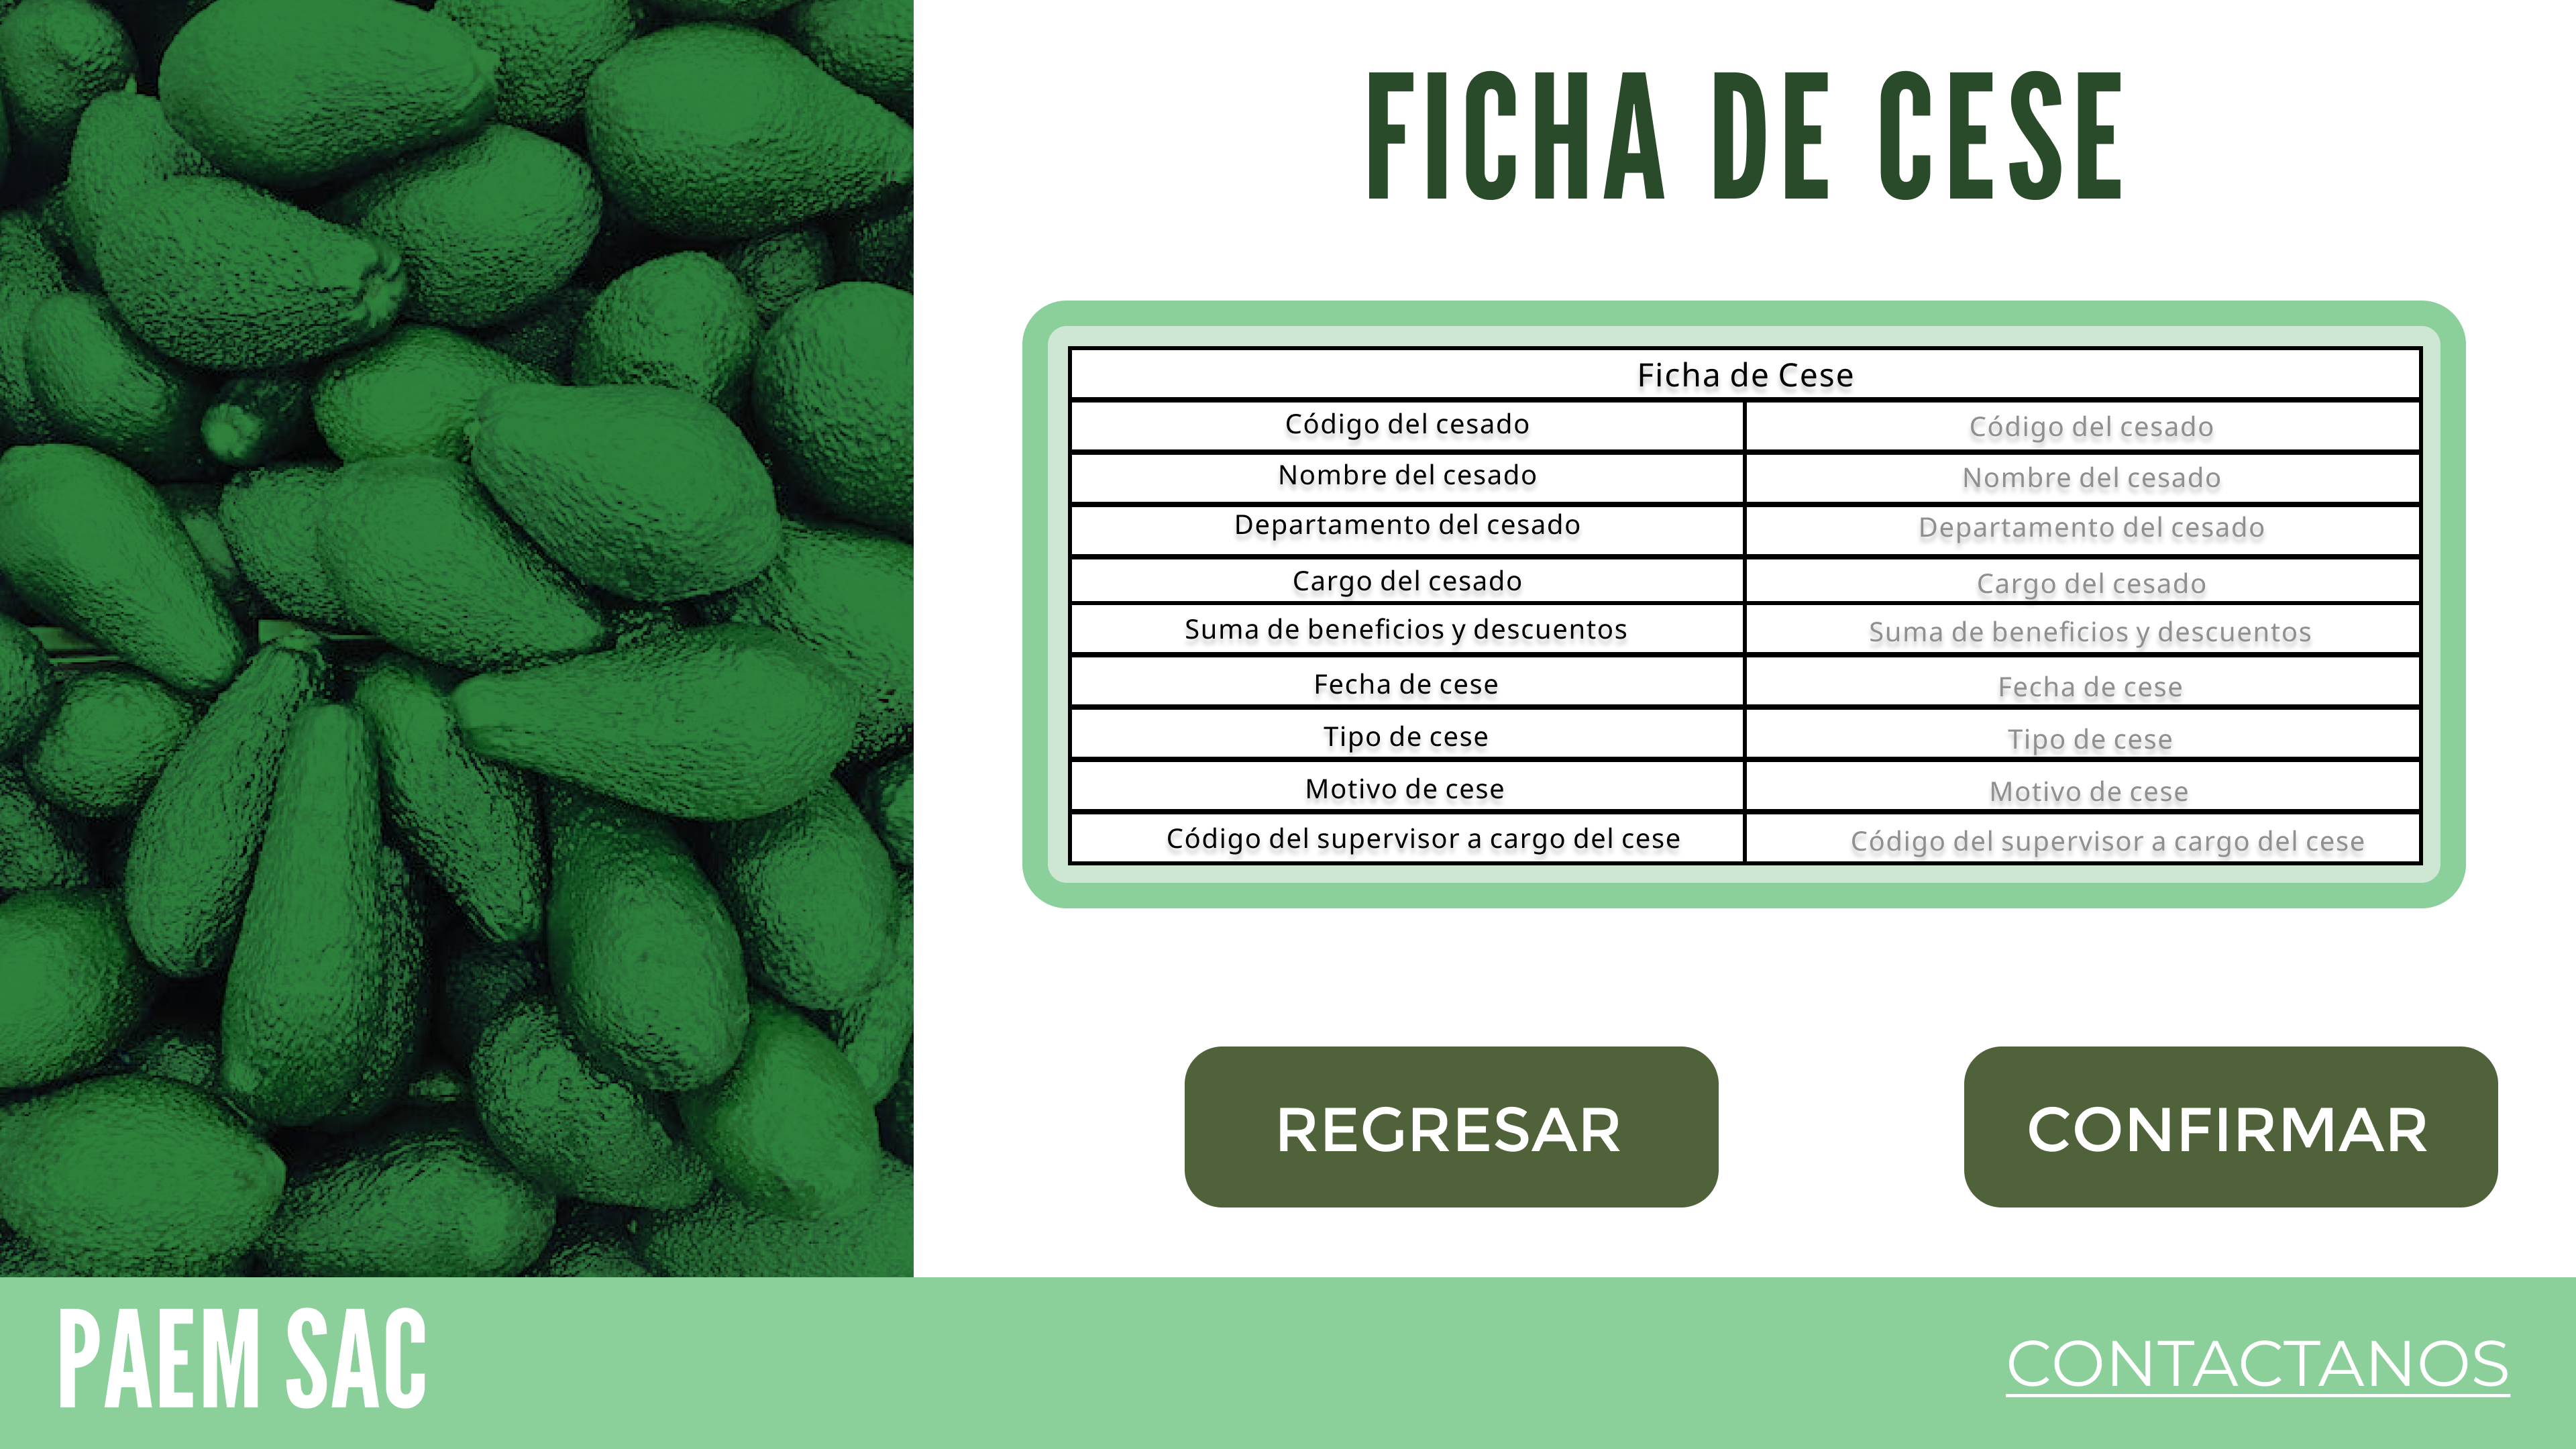 FICHA DE CESE
Ficha de Cese
Código del cesado Código del cesado
Nombre del cesado Nombre del cesado
Departamento del cesado Departamento del cesado
Cargo del cesado Cargo del cesado
Suma de beneficios y descuentos Suma de beneficios y descuentos
Fecha de cese Fecha de cese
Tipo de cese Tipo de cese
Motivo de cese Motivo de cese
Código del supervisor a cargo del cese Código del supervisor a cargo del cese
REGRESAR CONFIRMAR
PAEM SAC CONTACTANOS